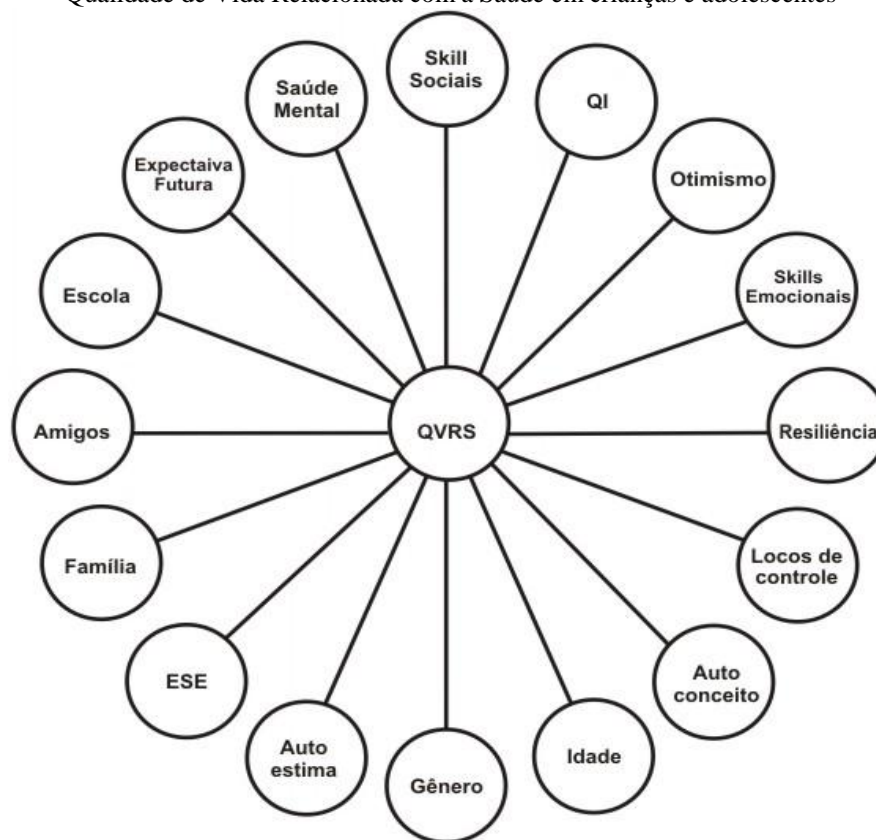 Qualidade de Vida Relacionada com a Saúde em crianças e adolescentes
Skill
Sociais
QI
Otimismo
Skills
Emocionais
Resiliência
Locos de
controle
Auto
conceito
Idade
Gênero
Auto
estima
ESE
Família
Amigos
Escola
Expectaiva
Futura
Saúde
Mental
QVRS